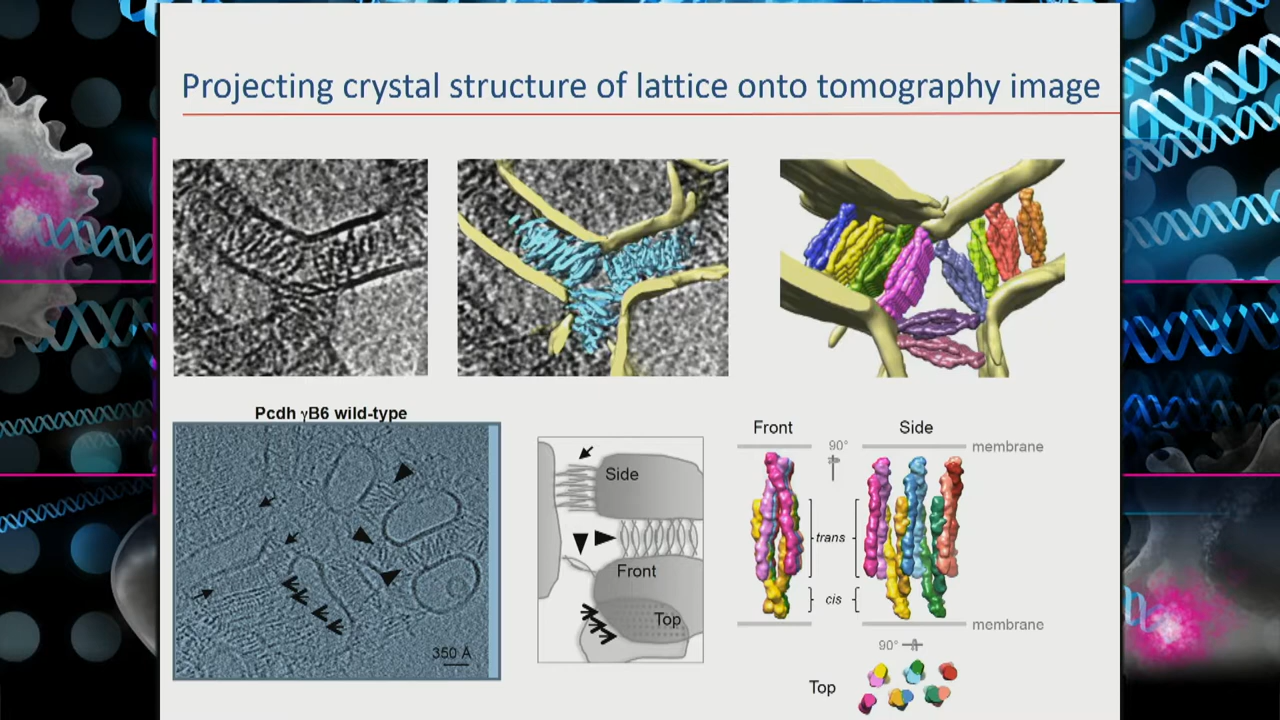 Projecting crystal structure of lattice onto tomography image
Pcdh γB6 wild-type
350 Å
Side
Front
Top
Front
90°
Side
membrane
trans
cis
membrane
90°
Top